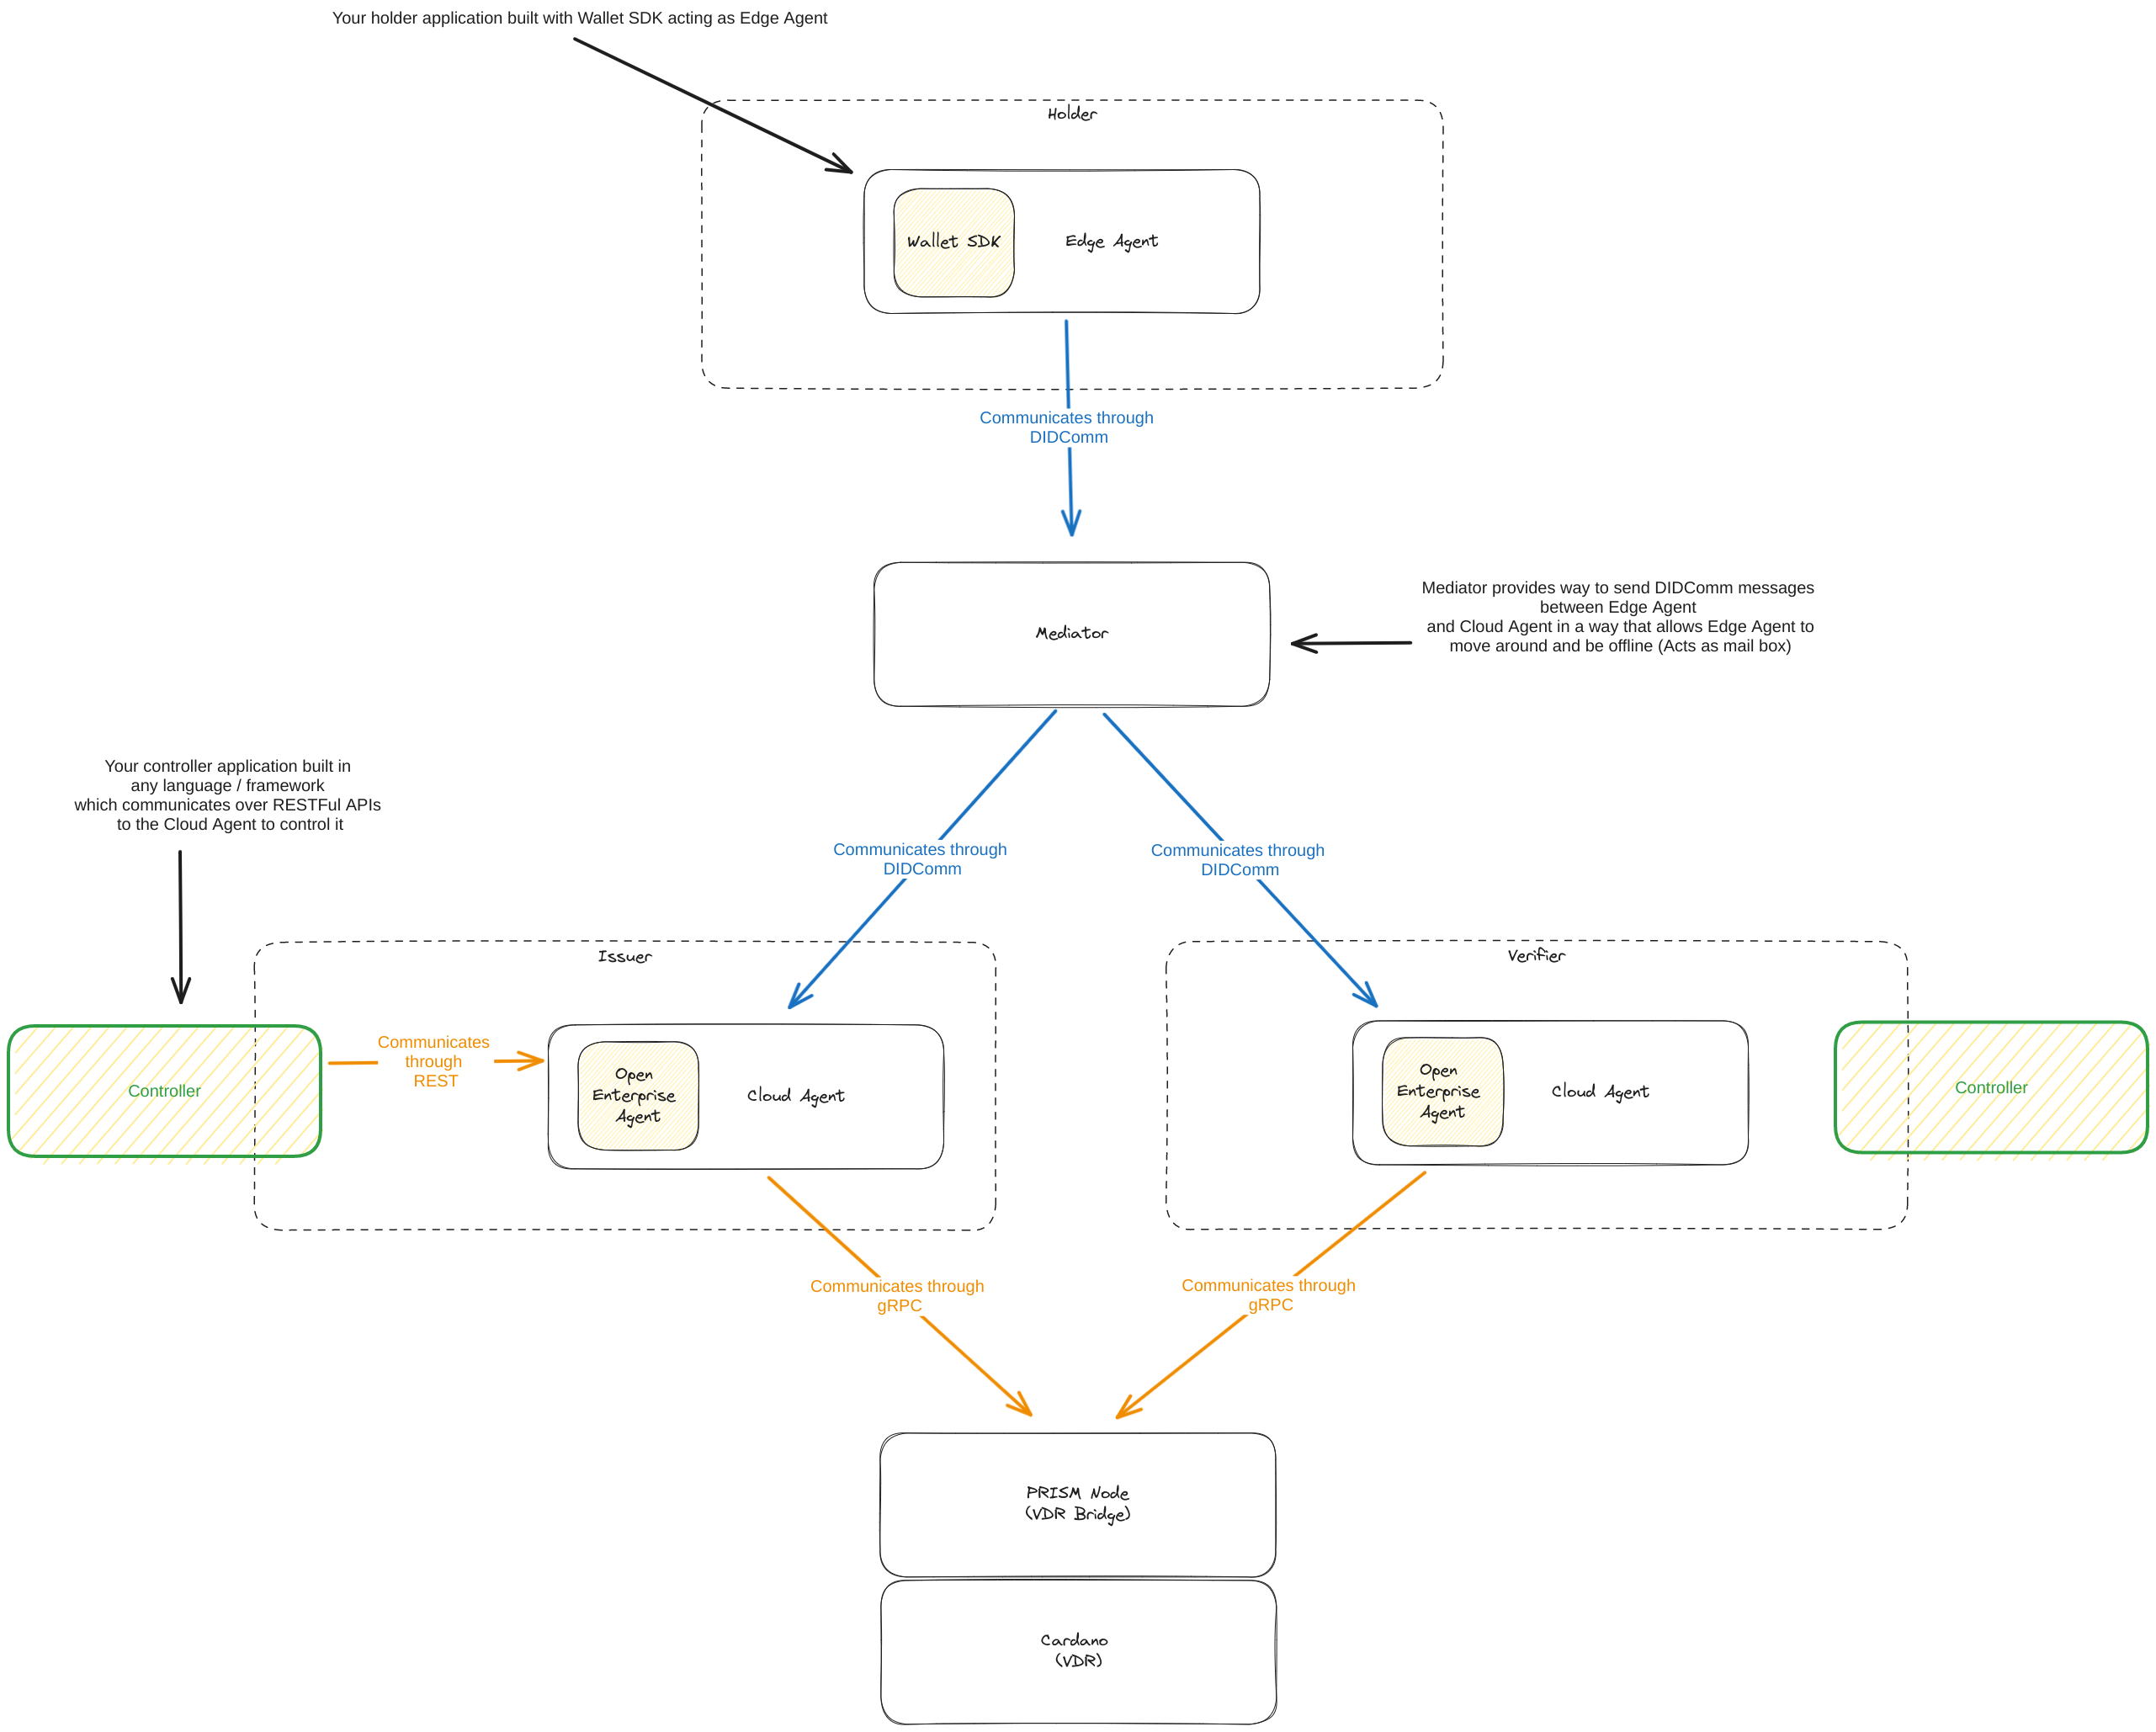 Your holder application built with Wallet SDK acting as Edge Agent
Holder
Wallet SDK
Edge Agent
Communicates through
DIDComm
Mediator
Mediator provides way to send DIDComm messages
between Edge Agent
and Cloud Agent in a way that allows Edge Agent to
move around and be offline (Acts as mail box)
Your controller application built in
any language / framework
which communicates over RESTFul APIs
to the Cloud Agent to control it
Communicates through
DIDComm
Communicates through
DIDComm
Issuer
Controller
Communicates
through
REST
Open
Enterprise
Agent
Cloud Agent
Verifier
Open
Enterprise
Agent
Cloud Agent
Controller
Communicates through
gRPC
Communicates through
gRPC
PRISM Node
(VDR Bridge)
Cardano
(VDR)